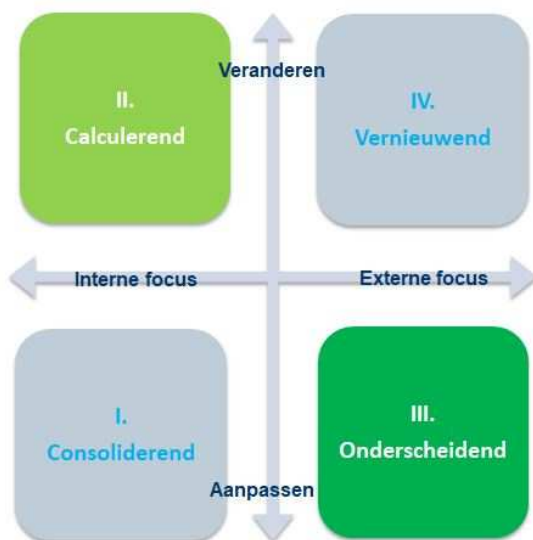 Veranderen
II.
Calculerend
IV.
Vernieuwend
Interne focus
Externe focus
I.
Consoliderend
III.
Onderscheidend
Aanpassen